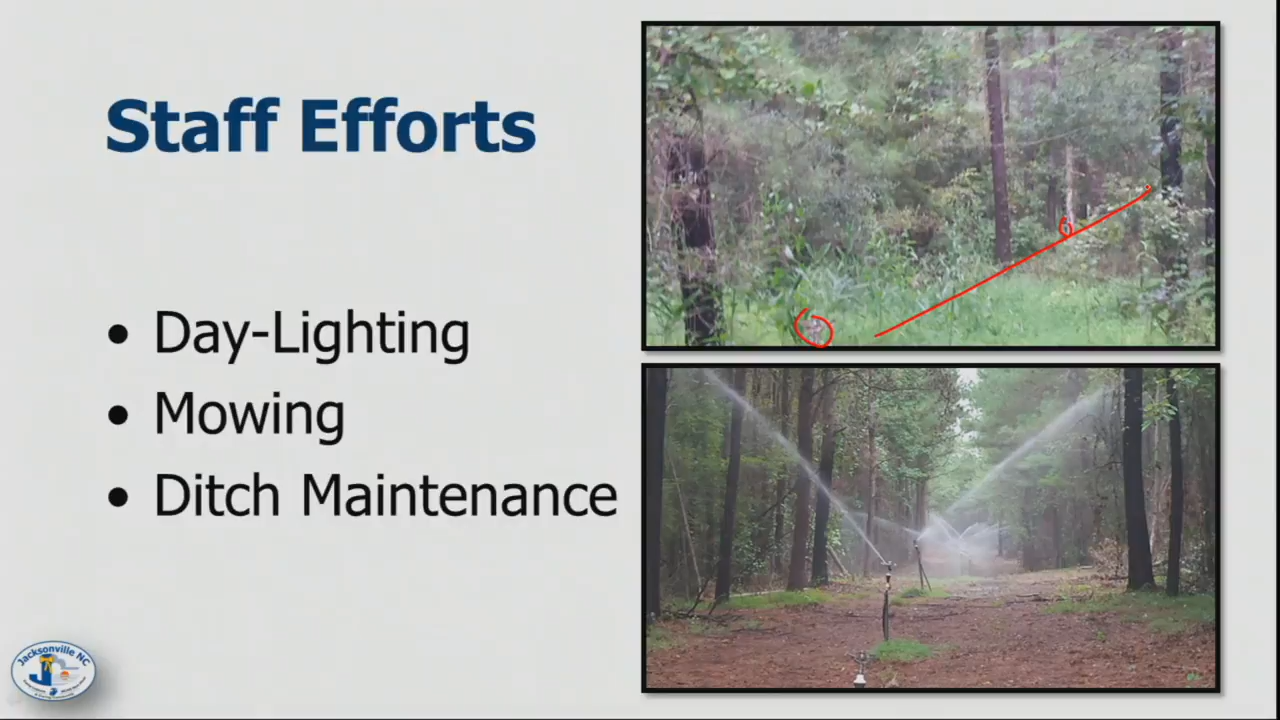 Staff Efforts
• Day-Lighting
• Mowing
• Ditch Maintenance
Jacksonville NC